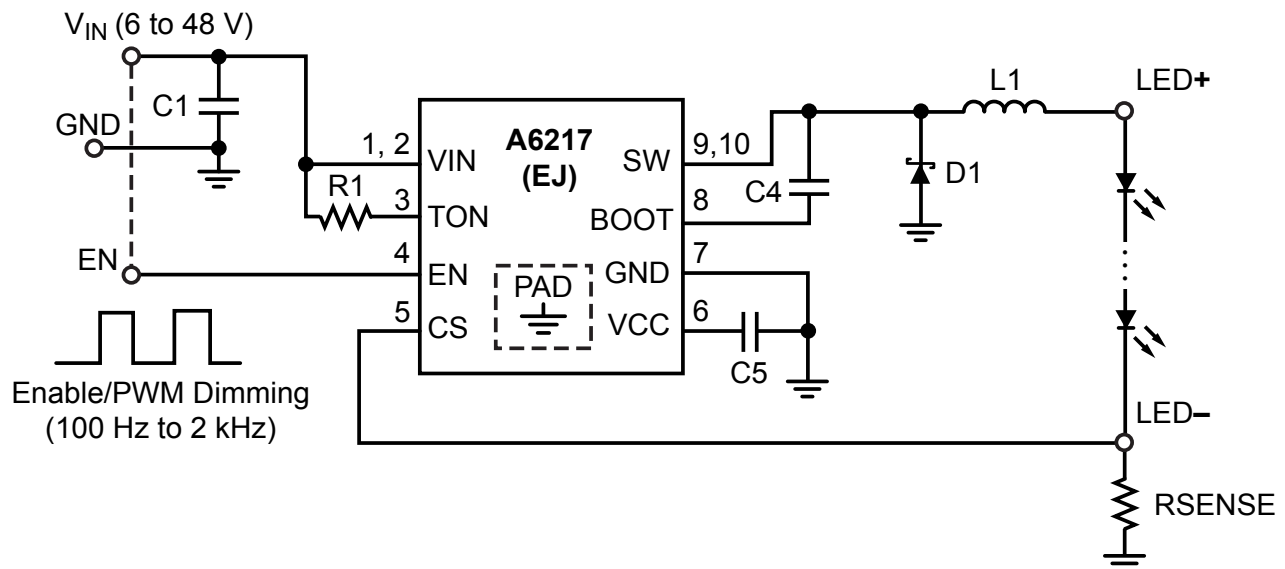 VIN (6 to 48 V)
C1
GND
EN
Enable/PWM Dimming
(100 Hz to 2 kHz)
R1
1, 2
3
4
5
A6217
(EJ)
VIN
TON
EN
CS
PAD
SW
BOOT
GND
VCC
9,10
8
7
6
C4
C5
D1
L1
LED+
LED–
RSENSE